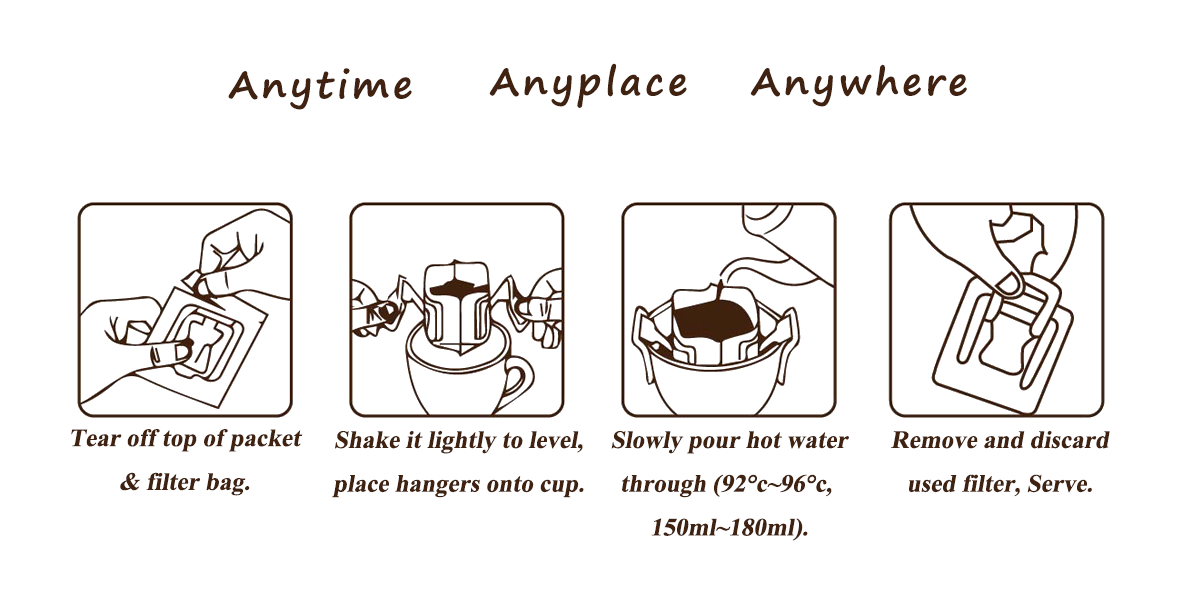 Anytime Anyplace Anywhere
Tear off top of packet
& filter bag.
Shake it lightly to level,
place hangers onto cup.
Slowly pour hot water
through (92°c~96°c,
150ml~180ml).
Remove and discard
used filter, Serve.